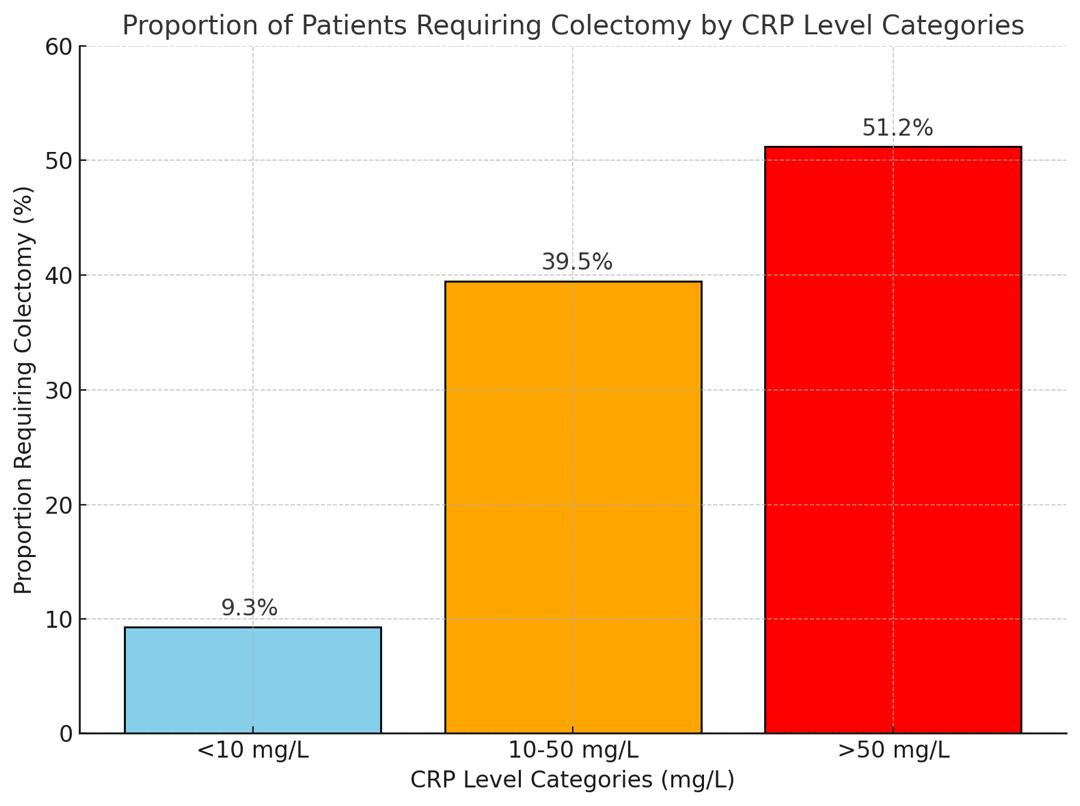 Proportion of Patients Requiring Colectomy by CRP Level Categories
Proportion Requiring Colectomy (%)
60
50
40
30
20
10
0
9.3%
39.5%
51.2%
<10 mg/L
10-50 mg/L
>50 mg/L
CRP Level Categories (mg/L)